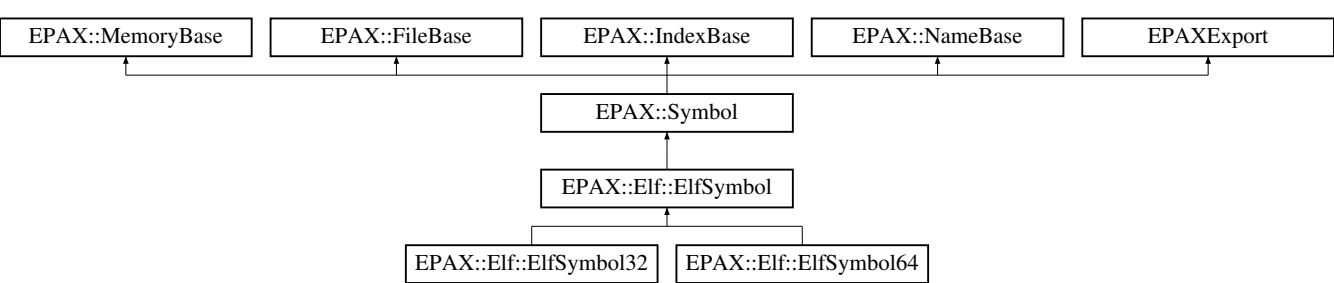 EPAX::MemoryBase
EPAX::FileBase
EPAX::IndexBase
EPAX::NameBase
EPAXExport
EPAX::Symbol
EPAX::Elf::ElfSymbol
EPAX::Elf::ElfSymbol32
EPAX::Elf::ElfSymbol64